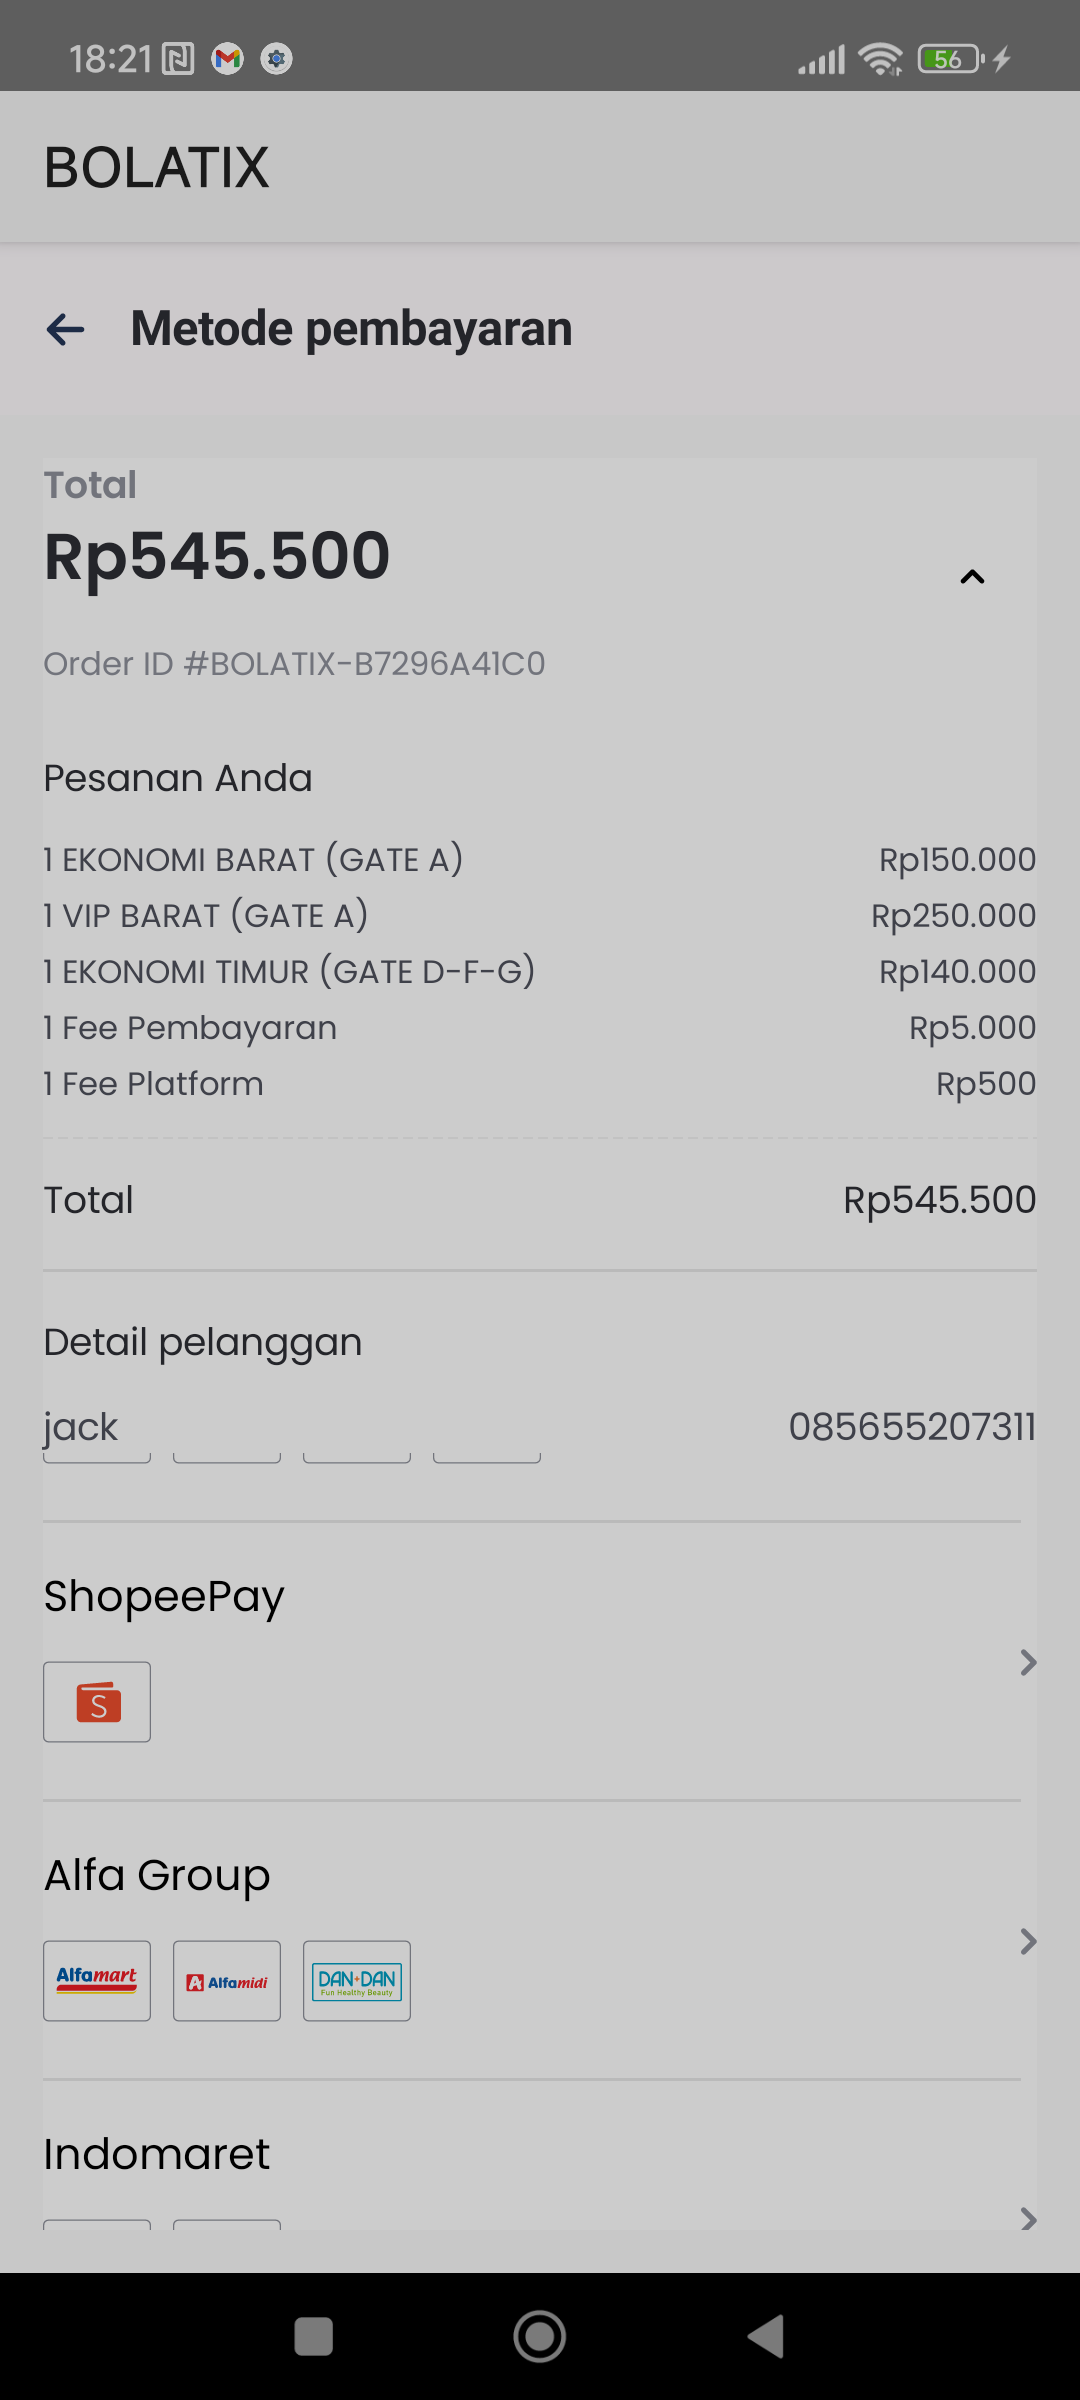 18:21
56
BOLATIX
Metode pembayaran
Total
Rp545.500
Order ID #BOLATIX-B7296A41C0
Pesanan Anda
1 EKONOMI BARAT (GATE A) Rp150.000
1 VIP BARAT (GATE A) Rp250.000
1 EKONOMI TIMUR (GATE D-F-G) Rp140.000
1 Fee Pembayaran Rp5.000
1 Fee Platform Rp500
Total Rp545.500
Detail pelanggan
jack 085655207311
ShopeePay
S
Alfa Group
Alfamart A Alfamidi DAN+DAN
Fun Healthy Beauty
Indomaret